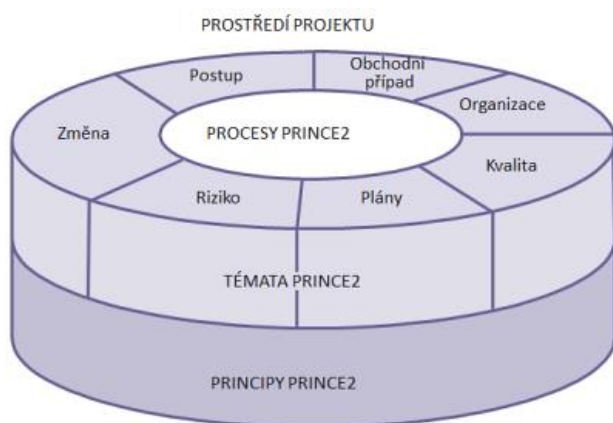 PROSTŘEDÍ PROJEKTU
Postup
Obchodní
případ
Organizace
Změna
PROCESY PRINCE2
Kvalita
Riziko
Plány
TÉMATA PRINCE2
PRINCIPY PRINCE2